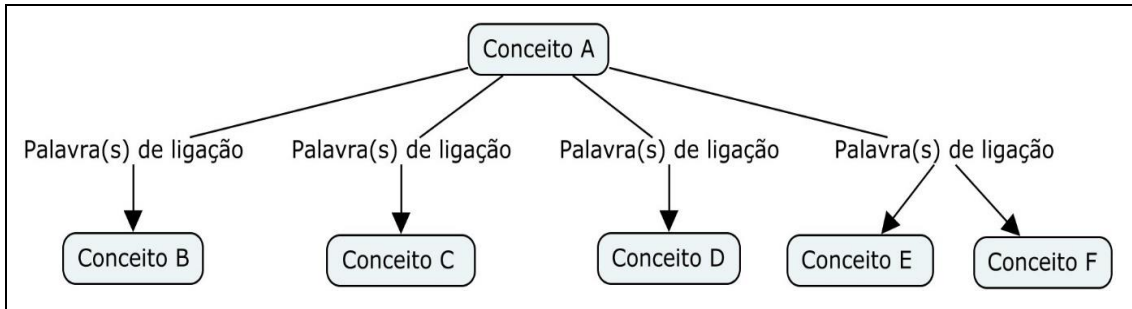 Conceito A
Palavra(s) de ligação
Palavra(s) de ligação
Palavra(s) de ligação
Palavra(s) de ligação
Conceito B
Conceito C
Conceito D
Conceito E
Conceito F